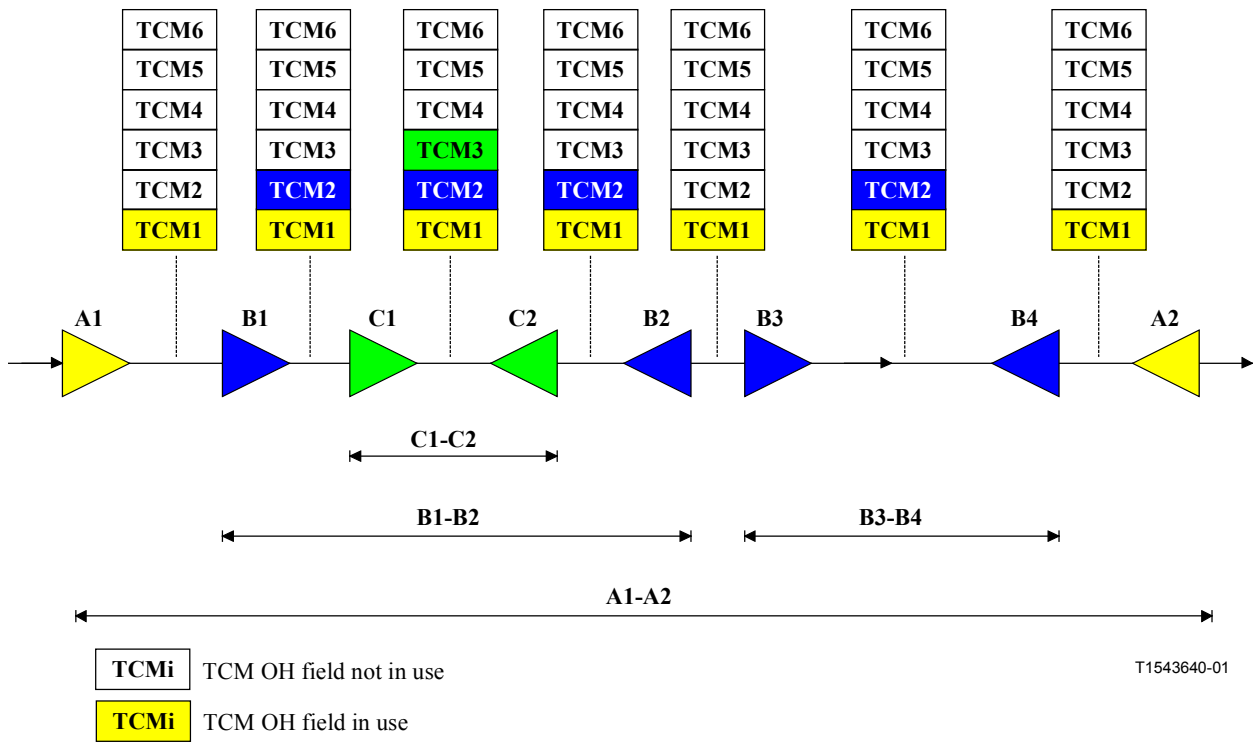 TCM6 TCM6 TCM6 TCM6 TCM6 TCM6 TCM6
TCM5 TCM5 TCM5 TCM5 TCM5 TCM5 TCM5
TCM4 TCM4 TCM4 TCM4 TCM4 TCM4 TCM4
TCM3 TCM3 TCM3 TCM3 TCM3 TCM3 TCM3
TCM2 TCM2 TCM2 TCM2 TCM2 TCM2 TCM2
TCM1 TCM1 TCM1 TCM1 TCM1 TCM1 TCM1
A1 B1 C1 C2 B2 B3 B4 A2
C1-C2
B1-B2 B3-B4
A1-A2
TCMi TCM OH field not in use T1543640-01
TCMi TCM OH field in use